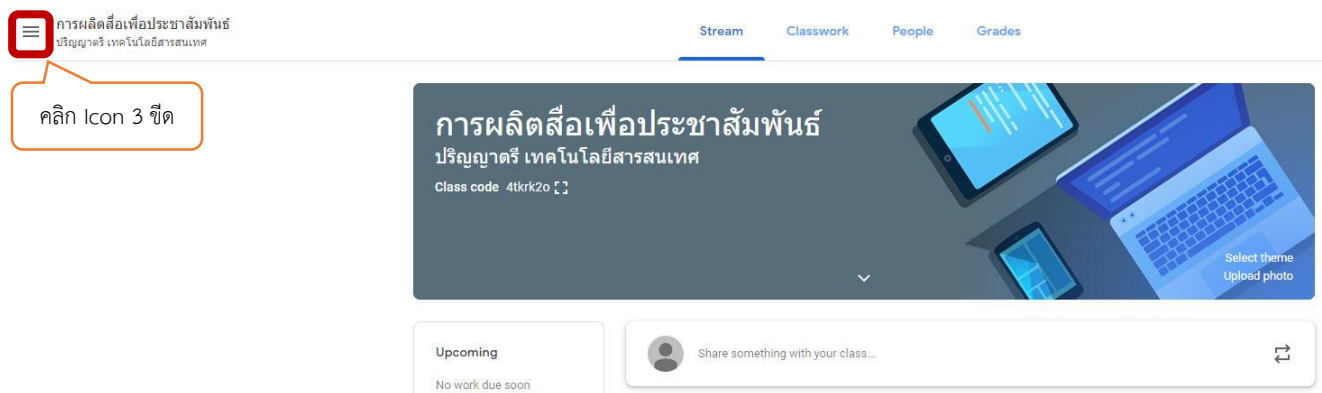 การผลิตสื่อเพื่อประชาสัมพันธ์
ปริญญาตรี เทคโนโลยีสารสนเทศ
Stream Classwork People Grades
คลิก Icon 3 ขีด
การผลิตสื่อเพื่อประชาสัมพันธ์
ปริญญาตรี เทคโนโลยีสารสนเทศ
Class code 4tkrk2o
Select theme
Upload photo
Upcoming
No work due soon
Share something with your class...